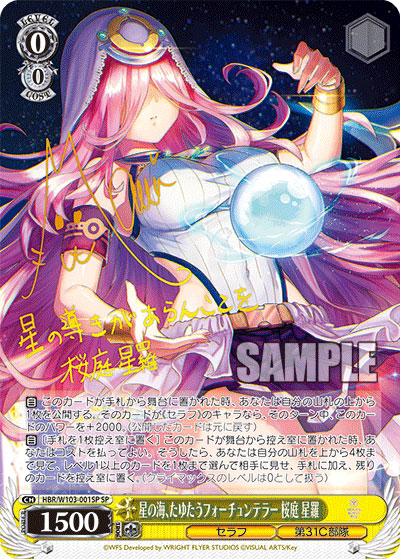 LEVEL
0
0
COST
星の導きがあらんことを
桜庭星羅
SAMPLE
自 このカードが手札から舞台に置かれた時、あなたは自分の山札の上から
1枚を公開する。そのカードが《セラフ》のキャラなら、そのターン中、このカー
ドのパワーを+2000。(公開したカードは元に戻す)
自 [手札を1枚控え室に置く] このカードが舞台から控え室に置かれた時、あな
たはコストを払ってよい。そうしたら、あなたは自分の山札を上から4枚まで
見て、レベル1以上のカードを1枚まで選んで相手に見せ、手札に加え、残り
のカードを控え室に置く。(クライマックスのレベルは0として扱う)
CH HBR/W103-001SP SP
星の海、たゆたうフォーチュンテラー 桜庭 星羅
1500
セラフ
第31C部隊
©WFS Developed by WRIGHT FLYER STUDIOS ©VISUAL ARTS/Key